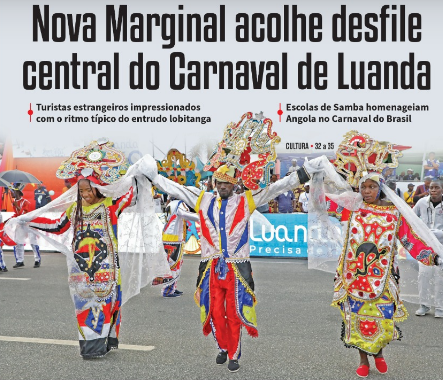 Nova Marginal acolhe desfile
central do Carnaval de Luanda
Turistas estrangeiros impressionados
com o ritmo típico do entrudo lobitanga
Escolas de Samba homenageiam
Angola no Carnaval do Brasil
CULTURA • 32 a 35
Luan
Precisa de